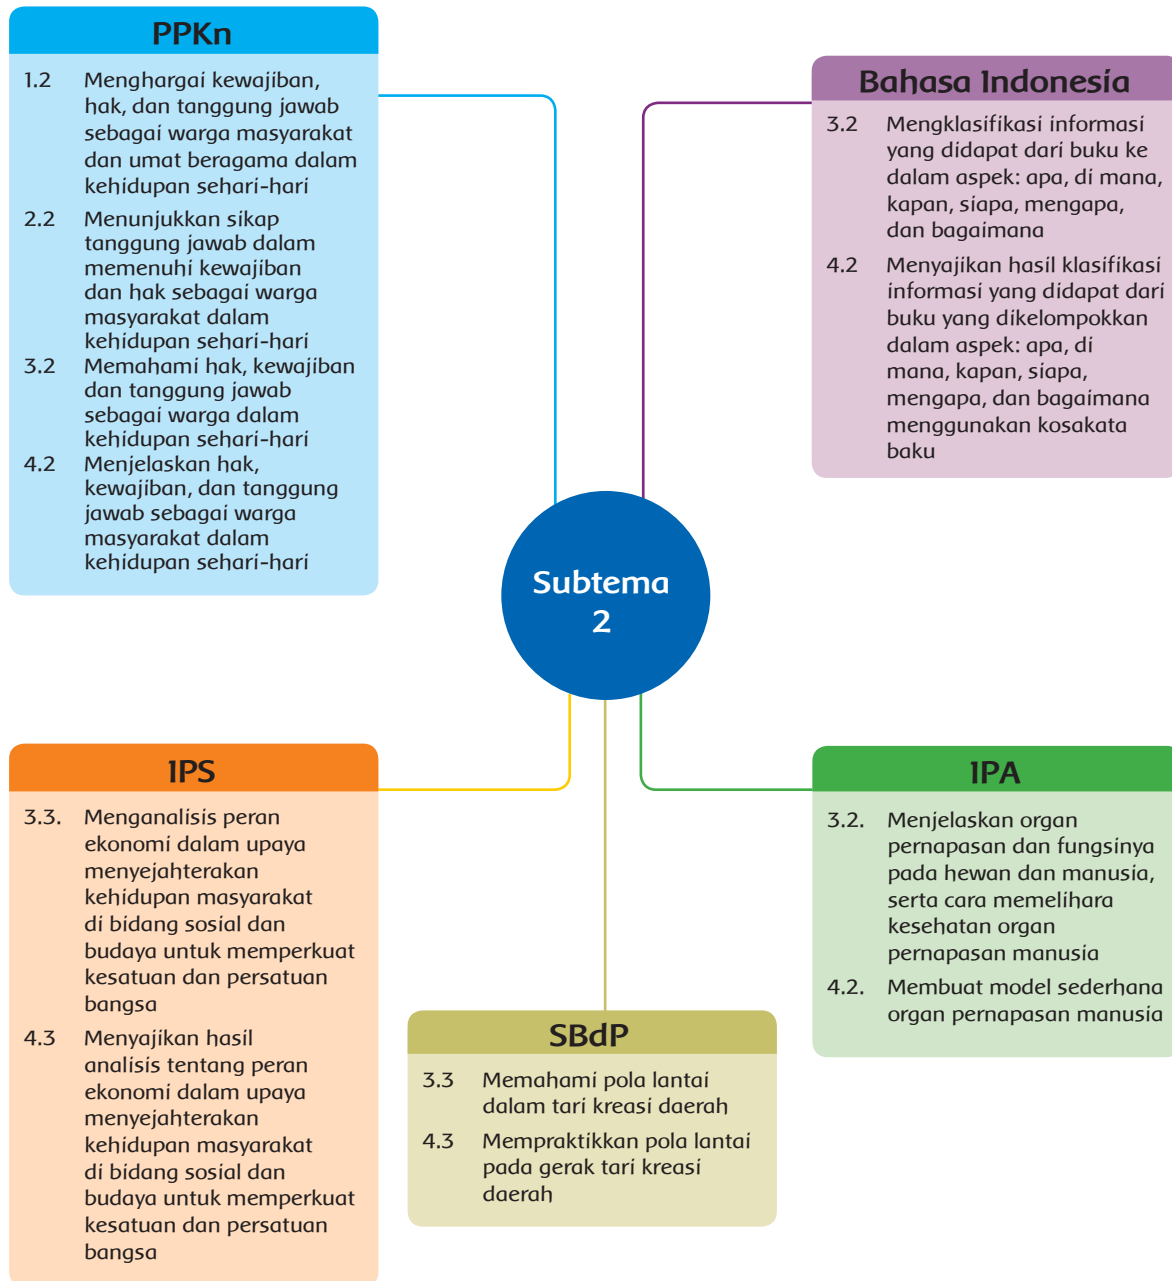 PPKn
1.2 Menghargai kewajiban,
hak, dan tanggung jawab
sebagai warga masyarakat
dan umat beragama dalam
kehidupan sehari-hari
2.2 Menunjukkan sikap
tanggung jawab dalam
memenuhi kewajiban
dan hak sebagai warga
masyarakat dalam
kehidupan sehari-hari
3.2 Memahami hak, kewajiban
dan tanggung jawab
sebagai warga dalam
kehidupan sehari-hari
4.2 Menjelaskan hak,
kewajiban, dan tanggung
jawab sebagai warga
masyarakat dalam
kehidupan sehari-hari
Bahasa Indonesia
3.2 Mengklasifikasi informasi
yang didapat dari buku ke
dalam aspek: apa, di mana,
kapan, siapa, mengapa,
dan bagaimana
4.2 Menyajikan hasil klasifikasi
informasi yang didapat dari
buku yang dikelompokkan
dalam aspek: apa, di
mana, kapan, siapa,
mengapa, dan bagaimana
menggunakan kosakata
baku
Subtema
2
IPS
3.3. Menganalisis peran
ekonomi dalam upaya
menyejahterakan
kehidupan masyarakat
di bidang sosial dan
budaya untuk memperkuat
kesatuan dan persatuan
bangsa
4.3 Menyajikan hasil
analisis tentang peran
ekonomi dalam upaya
menyejahterakan
kehidupan masyarakat
di bidang sosial dan
budaya untuk memperkuat
kesatuan dan persatuan
bangsa
SBdP
3.3 Memahami pola lantai
dalam tari kreasi daerah
4.3 Mempraktikkan pola lantai
pada gerak tari kreasi
daerah
IPA
3.2. Menjelaskan organ
pernapasan dan fungsinya
pada hewan dan manusia,
serta cara memelihara
kesehatan organ
pernapasan manusia
4.2. Membuat model sederhana
organ pernapasan manusia